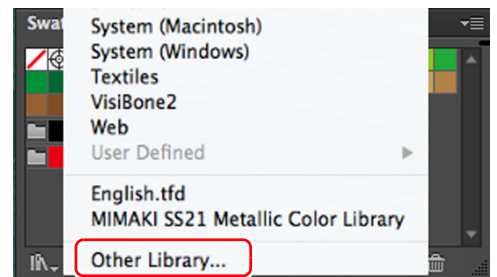 Swat
System (Macintosh)
System (Windows)
Textiles
VisiBone2
Web
User Defined
English.tfd
MIMAKI SS21 Metallic Color Library
Other Library...